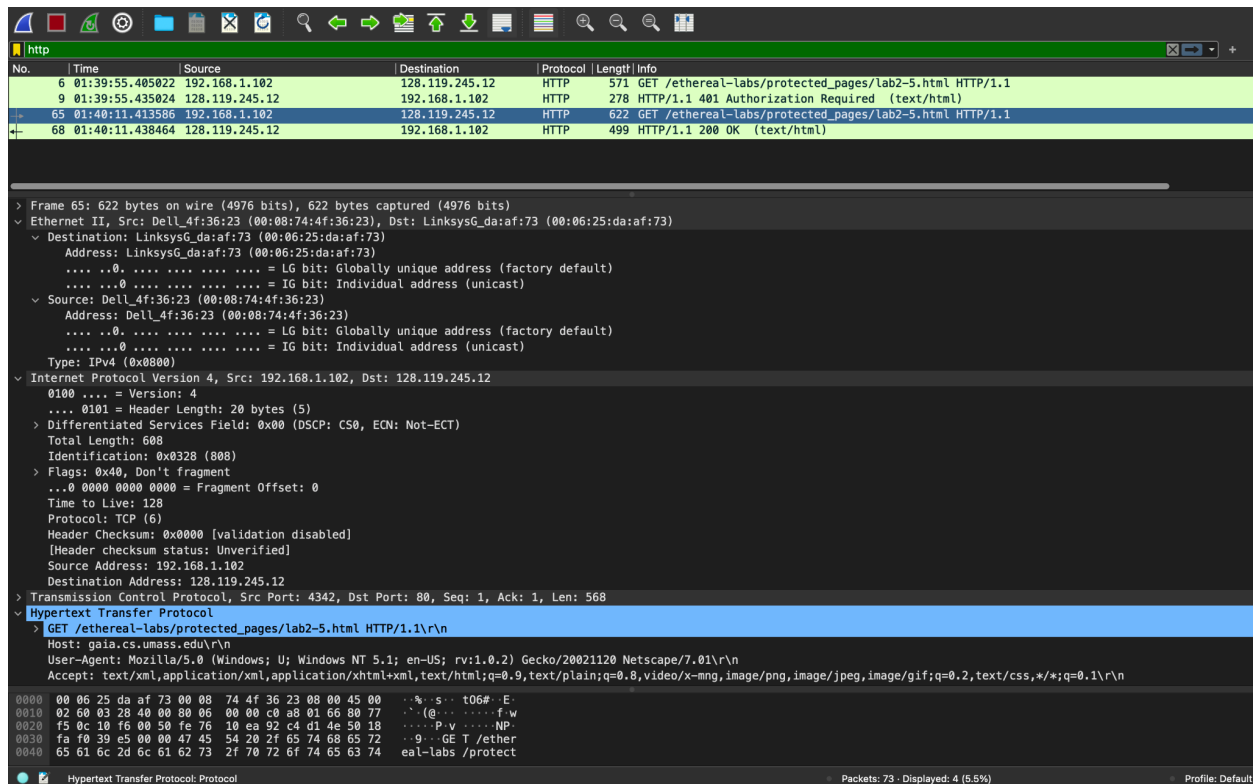 http
No. Time Source Destination Protocol Length Info
6 01:39:55.405022 192.168.1.102 128.119.245.12 HTTP 571 GET /ethereal-labs/protected_pages/lab2-5.html HTTP/1.1
9 01:39:55.435024 128.119.245.12 192.168.1.102 HTTP 278 HTTP/1.1 401 Authorization Required (text/html)
65 01:40:11.413586 192.168.1.102 128.119.245.12 HTTP 622 GET /ethereal-labs/protected_pages/lab2-5.html HTTP/1.1
68 01:40:11.438464 128.119.245.12 192.168.1.102 HTTP 499 HTTP/1.1 200 OK (text/html)
Frame 65: 622 bytes on wire (4976 bits), 622 bytes captured (4976 bits)
Ethernet II, Src: Dell_4f:36:23 (00:08:74:4f:36:23), Dst: LinksysG_da:af:73 (00:06:25:da:af:73)
Destination: LinksysG_da:af:73 (00:06:25:da:af:73)
Address: LinksysG_da:af:73 (00:06:25:da:af:73)
.... ..0. .... .... .... .... = LG bit: Globally unique address (factory default)
.... ...0 .... .... .... .... = IG bit: Individual address (unicast)
Source: Dell_4f:36:23 (00:08:74:4f:36:23)
Address: Dell_4f:36:23 (00:08:74:4f:36:23)
.... ..0. .... .... .... .... = LG bit: Globally unique address (factory default)
.... ...0 .... .... .... .... = IG bit: Individual address (unicast)
Type: IPv4 (0x0800)
Internet Protocol Version 4, Src: 192.168.1.102, Dst: 128.119.245.12
0100 .... = Version: 4
.... 0101 = Header Length: 20 bytes (5)
Differentiated Services Field: 0x00 (DSCP: CS0, ECN: Not-ECT)
Total Length: 608
Identification: 0x0328 (808)
Flags: 0x40, Don't fragment
...0 0000 0000 0000 = Fragment Offset: 0
Time to Live: 128
Protocol: TCP (6)
Header Checksum: 0x0000 [validation disabled]
[Header checksum status: Unverified]
Source Address: 192.168.1.102
Destination Address: 128.119.245.12
Transmission Control Protocol, Src Port: 4342, Dst Port: 80, Seq: 1, Ack: 1, Len: 568
Hypertext Transfer Protocol
GET /ethereal-labs/protected_pages/lab2-5.html HTTP/1.1\r\n
Host: gaia.cs.umass.edu\r\n
User-Agent: Mozilla/5.0 (Windows; U; Windows NT 5.1; en-US; rv:1.0.2) Gecko/20021120 Netscape/7.01\r\n
Accept: text/xml,application/xml,application/xhtml+xml,text/html;q=0.9,text/plain;q=0.8,video/x-mng,image/png,image/jpeg,image/gif;q=0.2,text/css,*/*;q=0.1\r\n
0000 00 06 25 da af 73 00 08 74 4f 36 23 08 00 45 00 ··%··s·· tO6#··E·
0010 02 60 03 28 40 00 80 06 00 00 c0 a8 01 66 80 77 ·`·(@··· ·····f·w
0020 f5 0c 10 f6 00 50 fe 76 10 ea 92 c4 d1 4e 50 18 ·····P·v ·····NP·
0030 fa f0 39 e5 00 00 47 45 54 20 2f 65 74 68 65 72 ··9···GE T /ether
0040 65 61 6c 2d 6c 61 62 73 2f 70 72 6f 74 65 63 74 eal-labs /protect
Hypertext Transfer Protocol: Protocol Packets: 73 · Displayed: 4 (5.5%) Profile: Default